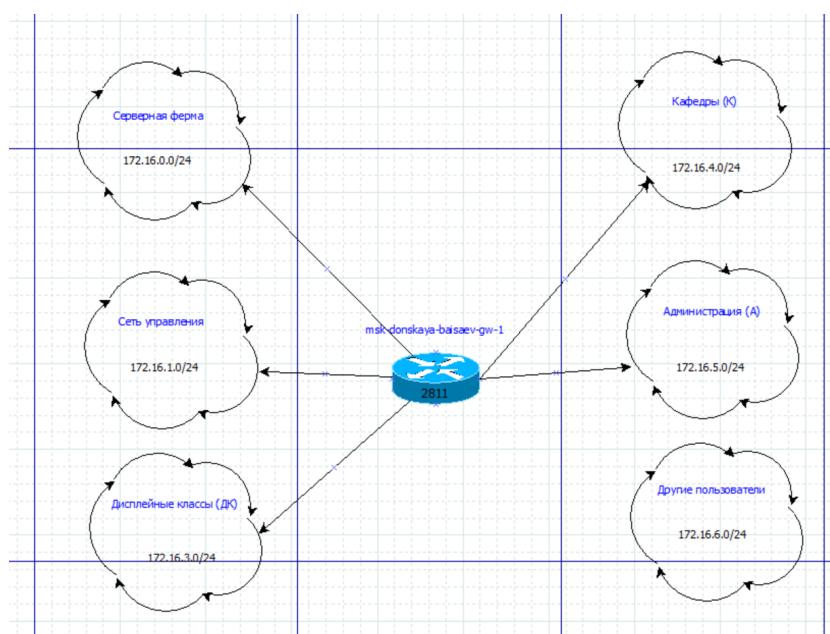 Серверная ферма
172.16.0.0/24
Кафедры (К)
172.16.4.0/24
Сеть управления
172.16.1.0/24
msk-donskaya-baisaev-gw-1
2811
Администрация (А)
172.16.5.0/24
Дисплейные классы (ДК)
172.16.3.0/24
Другие пользователи
172.16.6.0/24